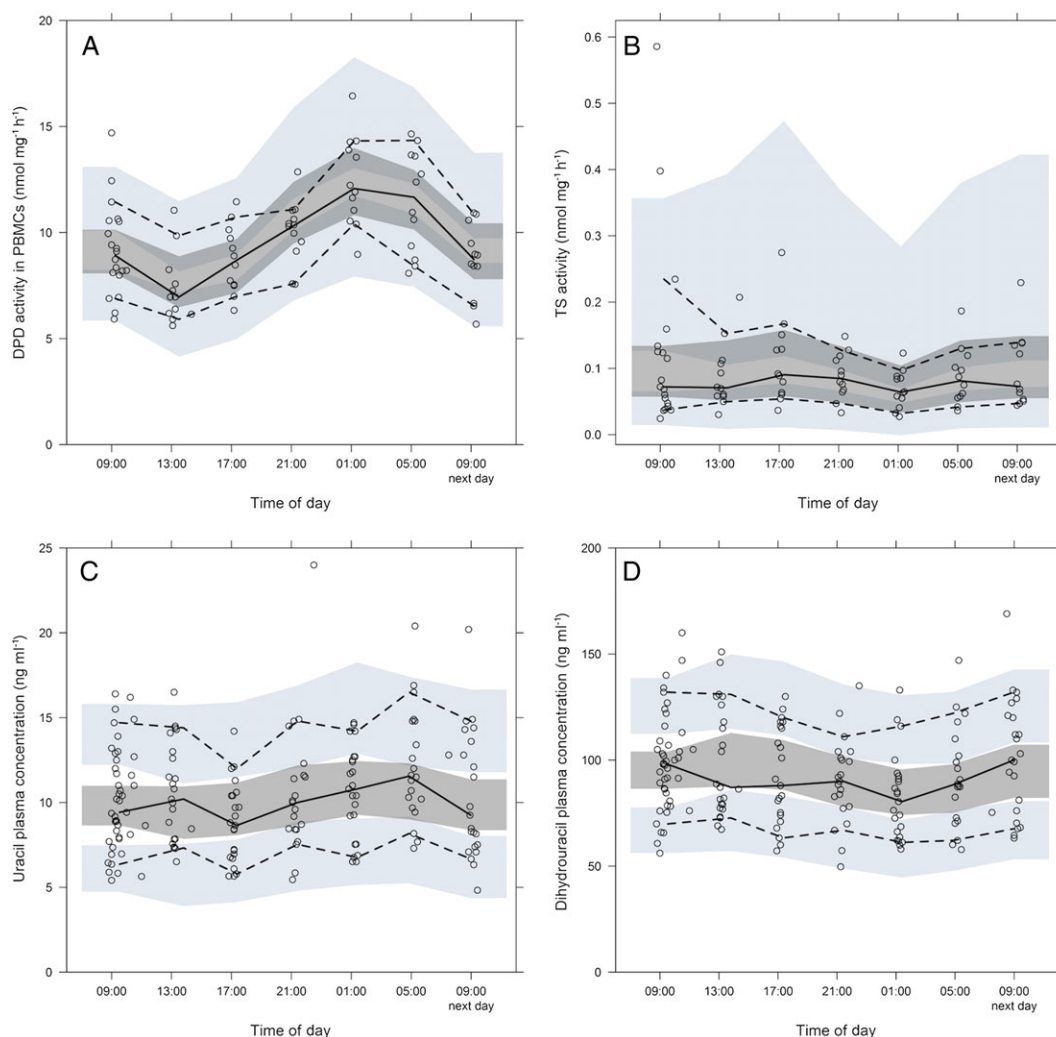 A
DPD activity in PBMCs (nmol mg⁻¹ h⁻¹)
20
15
10
5
0
09:00 13:00 17:00 21:00 01:00 05:00 09:00
next day
Time of day
B
TS activity (nmol mg⁻¹ h⁻¹)
0.6
0.5
0.4
0.3
0.2
0.1
0.0
09:00 13:00 17:00 21:00 01:00 05:00 09:00
next day
Time of day
C
Uracil plasma concentration (ng ml⁻¹)
25
20
15
10
5
0
09:00 13:00 17:00 21:00 01:00 05:00 09:00
next day
Time of day
D
Dihydrouracil plasma concentration (ng ml⁻¹)
200
150
100
50
0
09:00 13:00 17:00 21:00 01:00 05:00 09:00
next day
Time of day